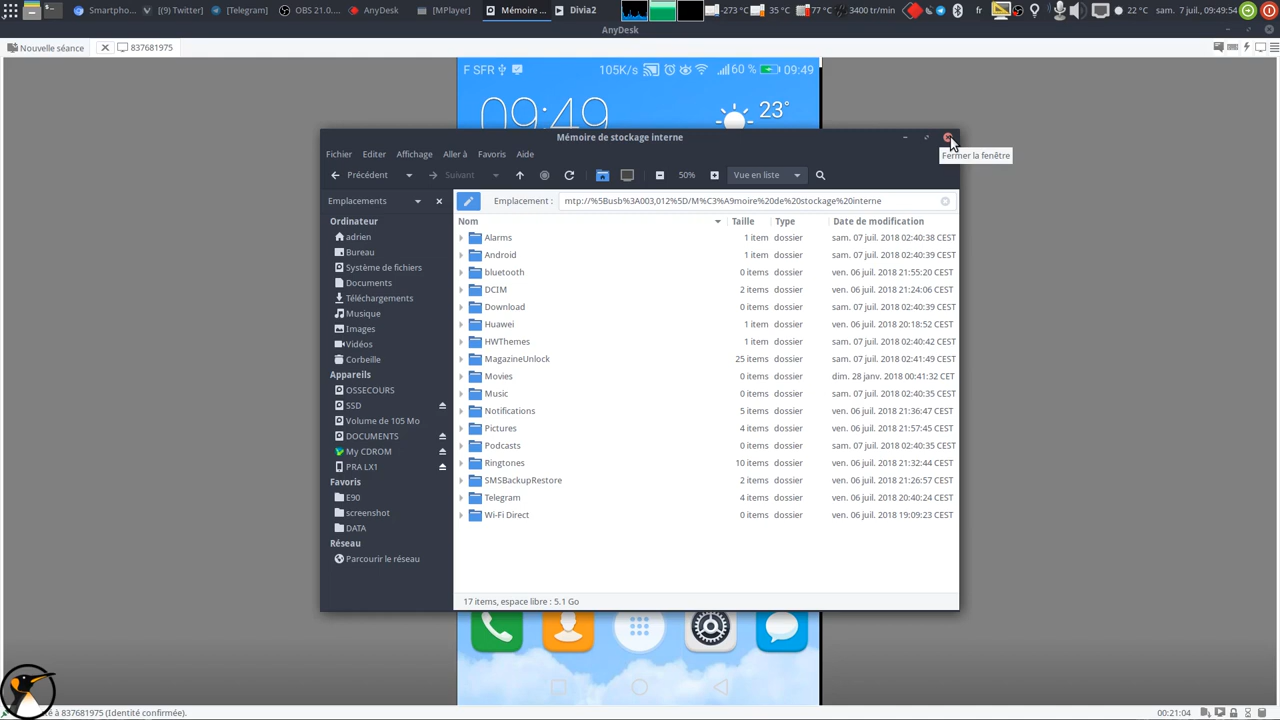 Smartpho... (9) Twitter) [Telegram] OBS 21.0.... AnyDesk [MPlayer] Mémoire ... Divia2 -273 °C 35 °C 77 °C 3400 tr/min fr 22 °C sam. 7 juil., 09:49:54
AnyDesk
Nouvelle séance 837681975
F SFR 105K/s 60 % 09:49
09:49 23°
Mémoire de stockage interne
Fermer la fenêtre
Fichier Editer Affichage Aller à Favoris Aide
Précédent Suivant 50% Vue en liste
Emplacements Emplacement : mtp://%5Busb%3A003,012%5D/M%C3%A9moire%20de%20stockage%20interne
Nom Taille Type Date de modification
Ordinateur
adrien
Bureau
Système de fichiers
Documents
Téléchargements
Musique
Images
Vidéos
Corbeille
Appareils
OSSECOURS
SSD
Volume de 105 Mo
DOCUMENTS
My CDROM
PRA LX1
Favoris
E90
screenshot
DATA
Réseau
Parcourir le réseau
Alarms 1 item dossier sam. 07 juil. 2018 02:40:38 CEST
Android 1 item dossier sam. 07 juil. 2018 02:40:39 CEST
bluetooth 0 items dossier ven. 06 juil. 2018 21:55:20 CEST
DCIM 2 items dossier ven. 06 juil. 2018 21:24:06 CEST
Download 0 items dossier sam. 07 juil. 2018 02:40:39 CEST
Huawei 1 item dossier ven. 06 juil. 2018 20:18:52 CEST
HWThemes 1 item dossier sam. 07 juil. 2018 02:40:42 CEST
MagazineUnlock 25 items dossier sam. 07 juil. 2018 02:41:49 CEST
Movies 0 items dossier dim. 28 janv. 2018 00:41:32 CET
Music 0 items dossier sam. 07 juil. 2018 02:40:35 CEST
Notifications 5 items dossier ven. 06 juil. 2018 21:36:47 CEST
Pictures 4 items dossier ven. 06 juil. 2018 21:57:45 CEST
Podcasts 0 items dossier sam. 07 juil. 2018 02:40:35 CEST
Ringtones 10 items dossier ven. 06 juil. 2018 21:32:44 CEST
SMSBackupRestore 2 items dossier ven. 06 juil. 2018 21:26:57 CEST
Telegram 4 items dossier ven. 06 juil. 2018 20:40:24 CEST
Wi-Fi Direct 0 items dossier ven. 06 juil. 2018 19:09:23 CEST
17 items, espace libre : 5.1 Go
à 837681975 (Identité confirmée). 00:21:04